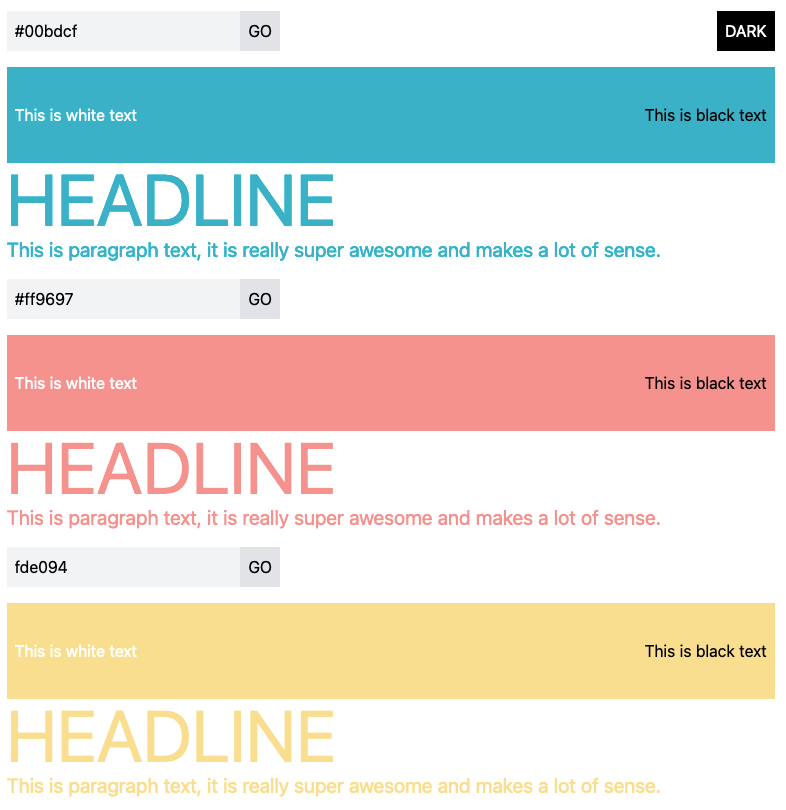 #00bdcf GO DARK
This is white text This is black text
HEADLINE
This is paragraph text, it is really super awesome and makes a lot of sense.
#ff9697 GO
This is white text This is black text
HEADLINE
This is paragraph text, it is really super awesome and makes a lot of sense.
fde094 GO
This is white text This is black text
HEADLINE
This is paragraph text, it is really super awesome and makes a lot of sense.